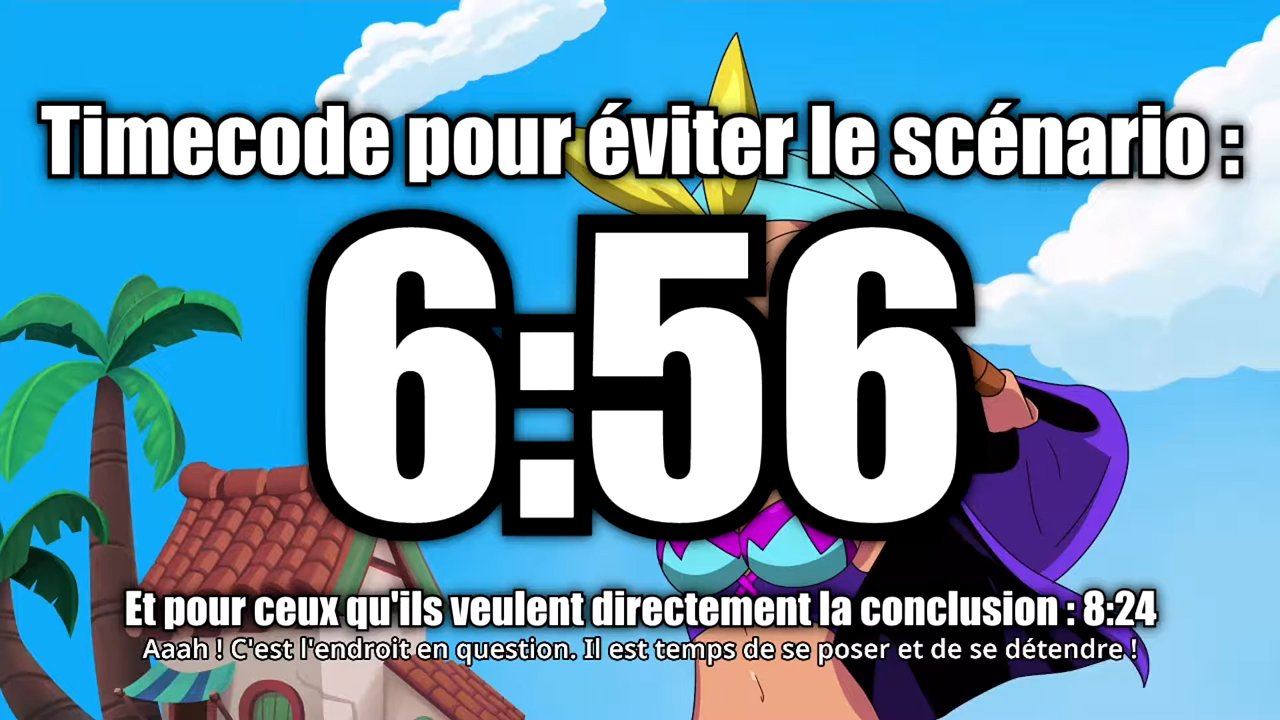 Timecode pour éviter le scénario :
6:56
Et pour ceux qu'ils veulent directement la conclusion : 8:24
Aaah ! C'est l'endroit en question. Il est temps de se poser et de se détendre !